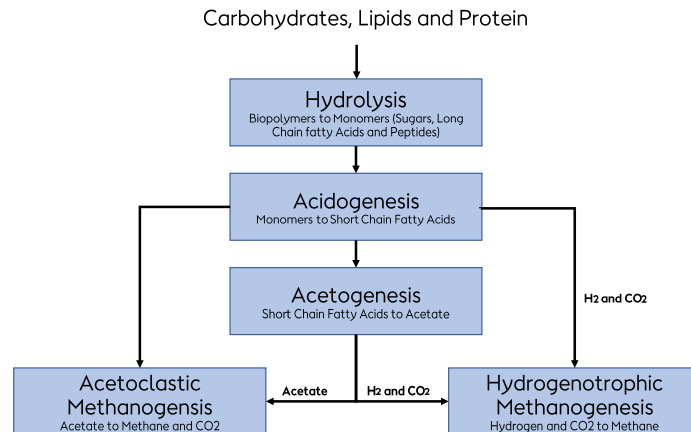 Carbohydrates, Lipids and Protein
Hydrolysis
Biopolymers to Monomers (Sugars, Long
Chain fatty Acids and Peptides)
Acidogenesis
Monomers to Short Chain Fatty Acids
Acetogenesis
Short Chain Fatty Acids to Acetate
H2 and CO2
Acetoclastic
Methanogensis
Acetate to Methane and CO2
Acetate
H2 and CO2
Hydrogenotrophic
Methanogenesis
Hydrogen and CO2 to Methane